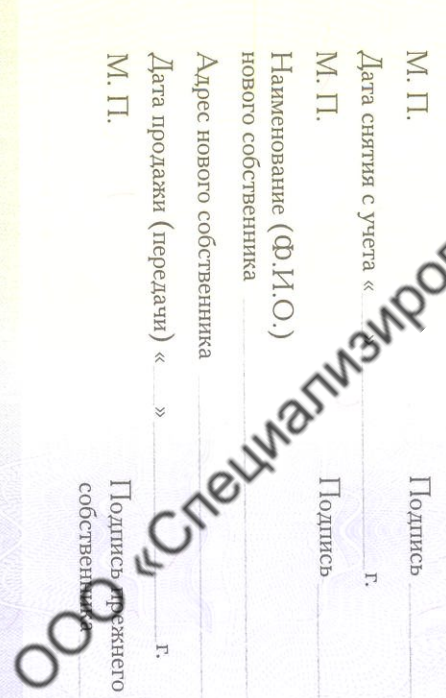 М. П. Подпись
Дата снятия с учета « » г.
М. П. Подпись
Наименование (Ф.И.О.)
нового собственника
Адрес нового собственника
Дата продажи (передачи) « » г.
М. П. Подпись прежнего
собственника
ООО «Специализиров